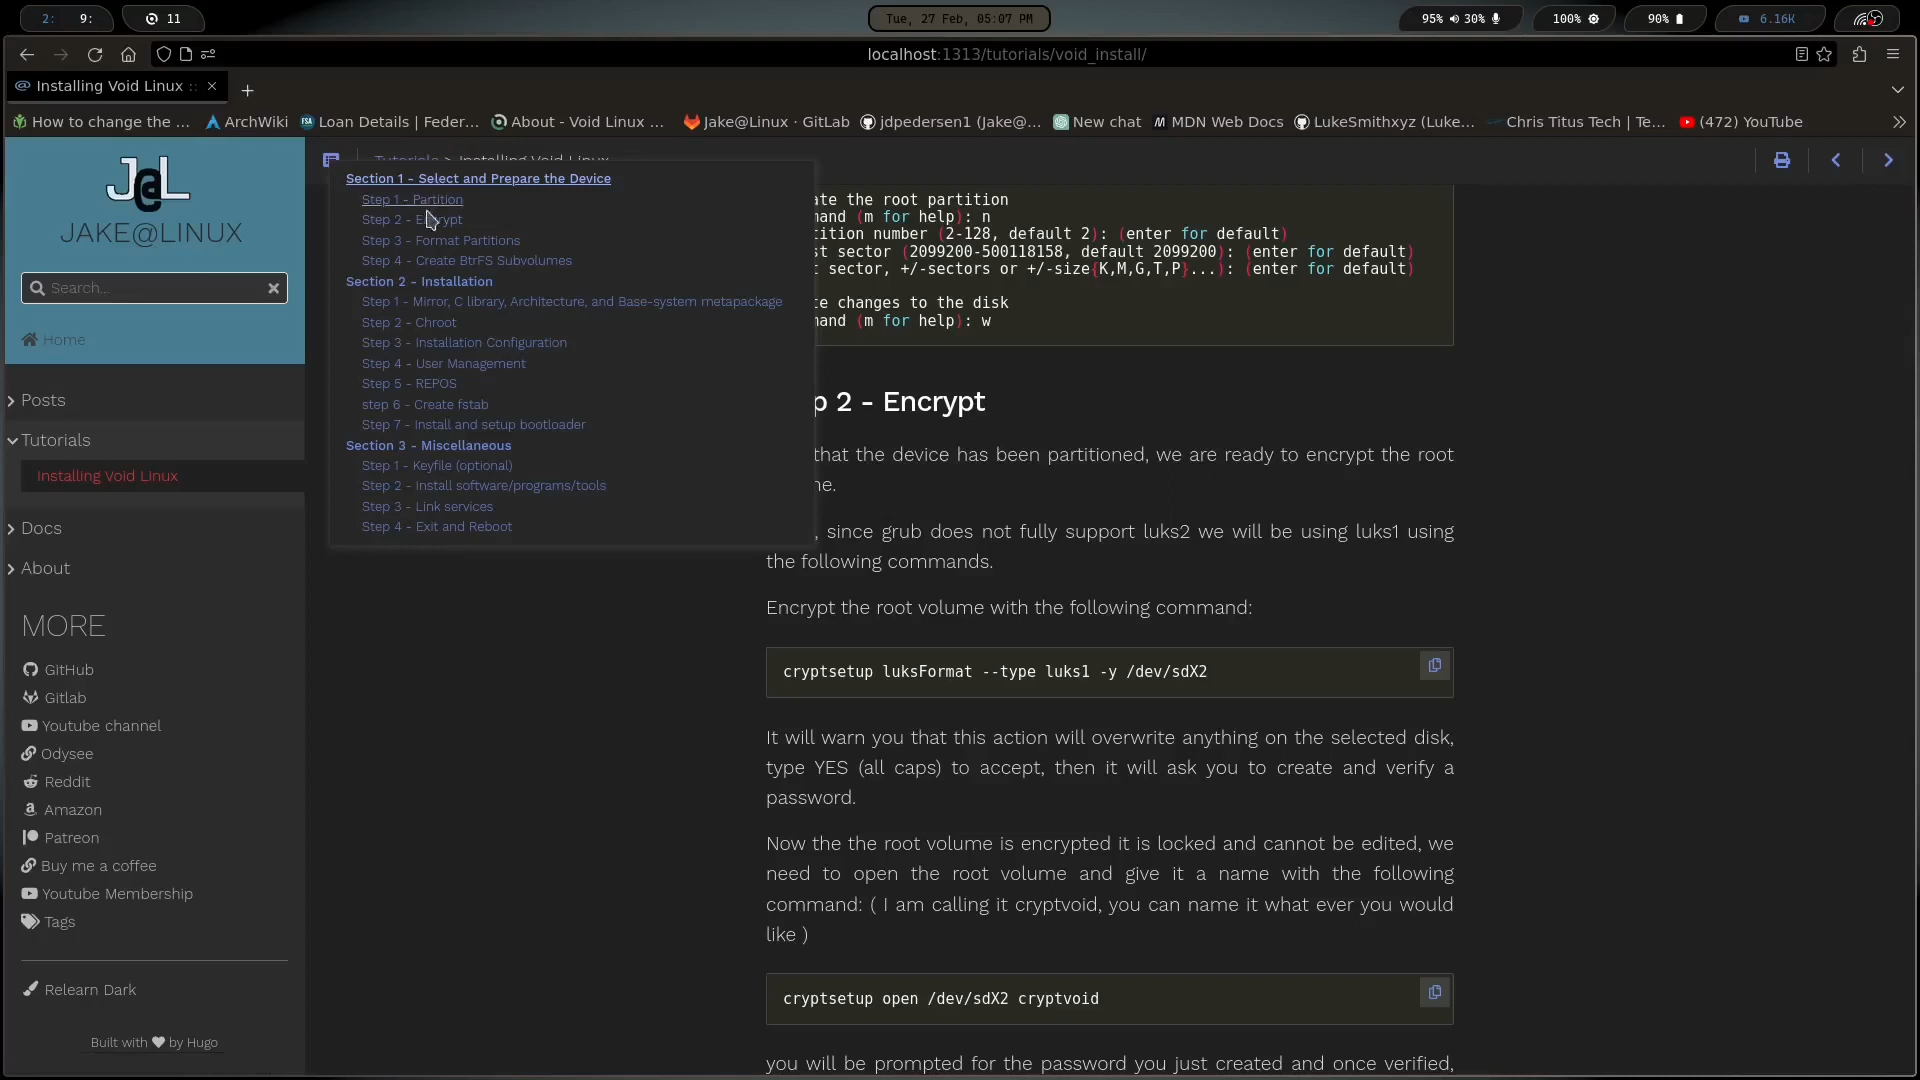 2: 9: 11 Tue, 27 Feb, 05:07 PM 95% 30% 100% 90% 6.16K
localhost:1313/tutorials/void_install/
Installing Void Linux ::
How to change the ... ArchWiki Loan Details | Feder... About - Void Linux ... Jake@Linux · GitLab jdpedersen1 (Jake@... New chat MDN Web Docs LukeSmithxyz (Luke... Chris Titus Tech | Te... (472) YouTube
J@L
JAKE@LINUX
Search...
Home
Posts
Tutorials
Installing Void Linux
Docs
About
MORE
GitHub
Gitlab
Youtube channel
Odysee
Reddit
Amazon
Patreon
Buy me a coffee
Youtube Membership
Tags
Relearn Dark
Built with ❤ by Hugo
Tutorials > Installing Void Linux
Section 1 - Select and Prepare the Device
Step 1 - Partition
Step 2 - Encrypt
Step 3 - Format Partitions
Step 4 - Create BtrFS Subvolumes
Section 2 - Installation
Step 1 - Mirror, C library, Architecture, and Base-system metapackage
Step 2 - Chroot
Step 3 - Installation Configuration
Step 4 - User Management
Step 5 - REPOS
step 6 - Create fstab
Step 7 - Install and setup bootloader
Section 3 - Miscellaneous
Step 1 - Keyfile (optional)
Step 2 - Install software/programs/tools
Step 3 - Link services
Step 4 - Exit and Reboot
ate the root partition
mand (m for help): n
tition number (2-128, default 2): (enter for default)
st sector (2099200-500118158, default 2099200): (enter for default)
t sector, +/-sectors or +/-size{K,M,G,T,P}...): (enter for default)
te changes to the disk
mand (m for help): w
p 2 - Encrypt
that the device has been partitioned, we are ready to encrypt the root
ne.
, since grub does not fully support luks2 we will be using luks1 using
the following commands.
Encrypt the root volume with the following command:
cryptsetup luksFormat --type luks1 -y /dev/sdX2
It will warn you that this action will overwrite anything on the selected disk,
type YES (all caps) to accept, then it will ask you to create and verify a
password.
Now the the root volume is encrypted it is locked and cannot be edited, we
need to open the root volume and give it a name with the following
command: ( I am calling it cryptvoid, you can name it what ever you would
like )
cryptsetup open /dev/sdX2 cryptvoid
you will be prompted for the password you just created and once verified,